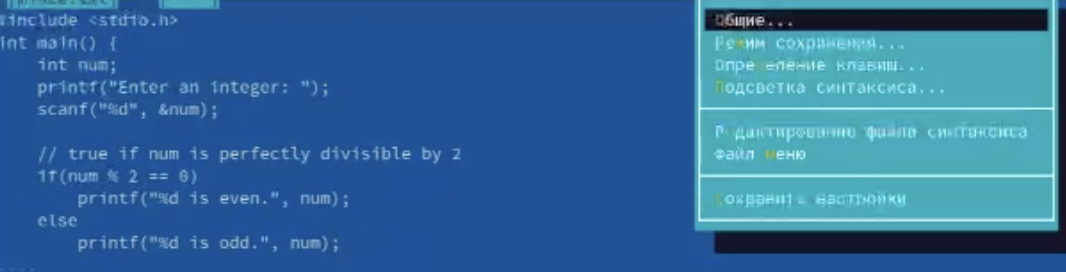 #include <stdio.h>
int main() {
int num;
printf("Enter an integer: ");
scanf("%d", &num);
// true if num is perfectly divisible by 2
if(num % 2 == 0)
printf("%d is even.", num);
else
printf("%d is odd.", num);
Общие...
Режим сохранения...
Определение клавиш...
Подсветка синтаксиса...
Редактирование файла синтаксиса
Файл меню
Сохранить настройки